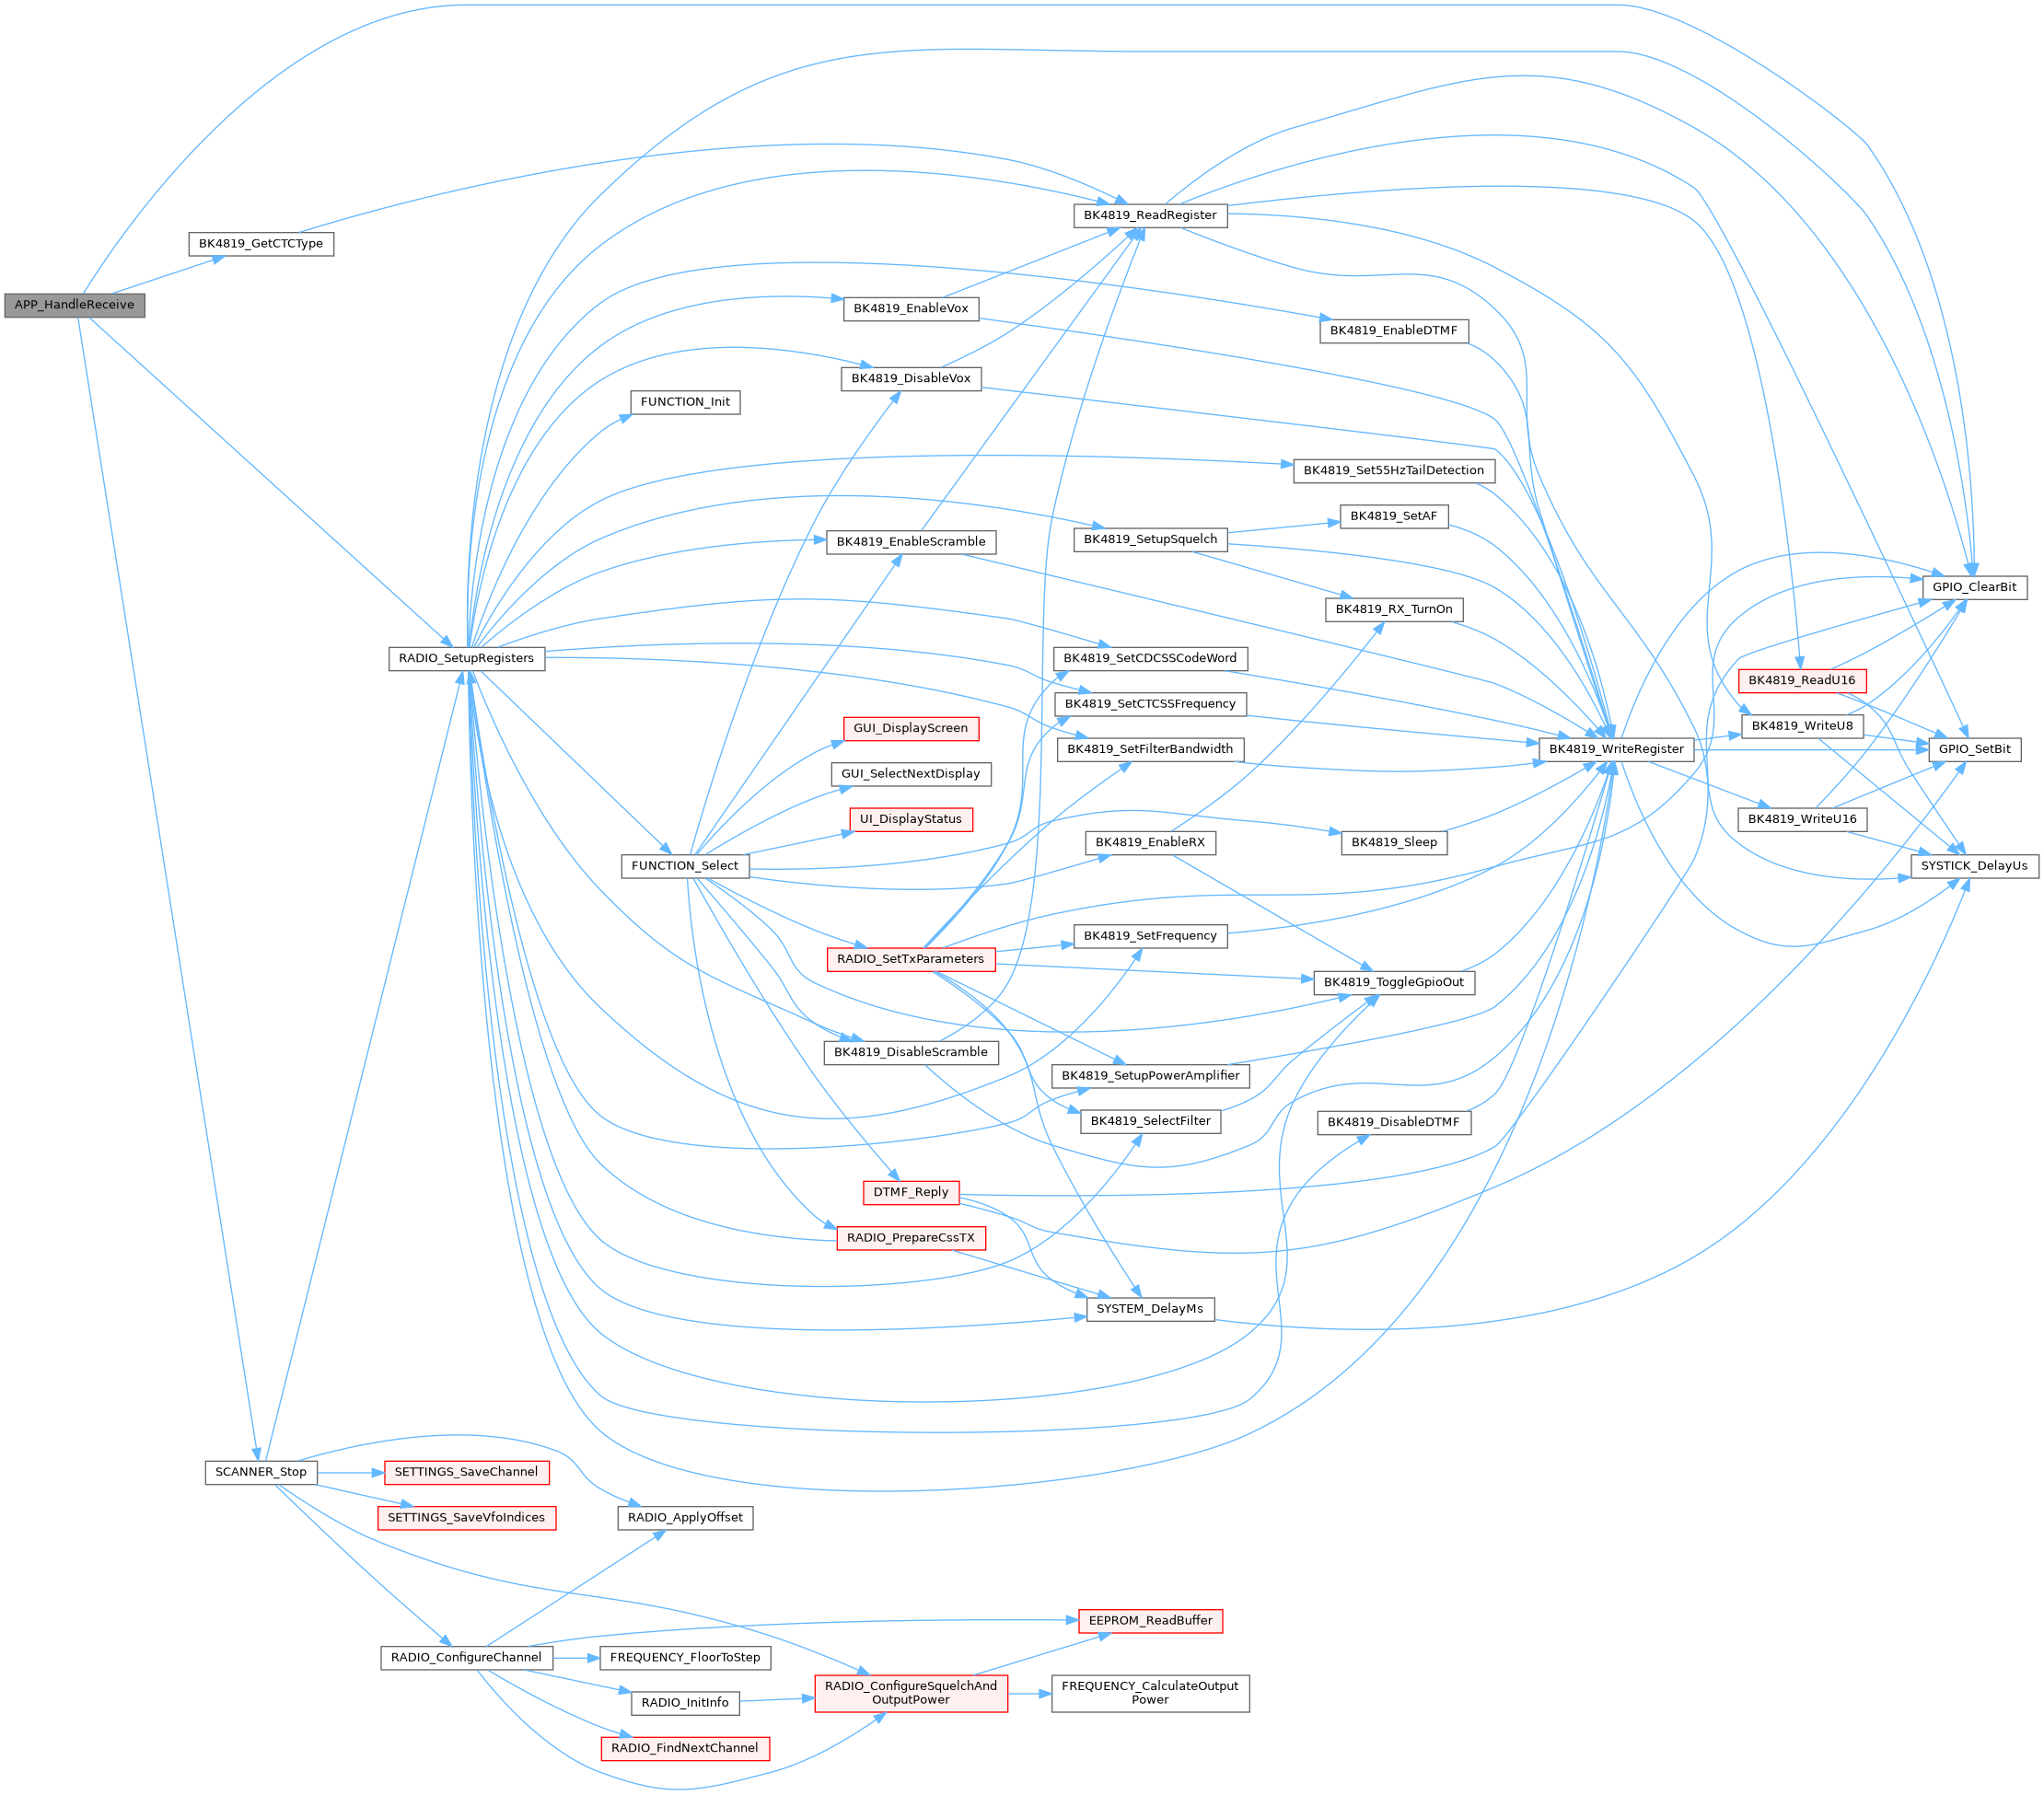 APP_HandleReceive
BK4819_GetCTCType
RADIO_SetupRegisters
SCANNER_Stop
SETTINGS_SaveChannel
SETTINGS_SaveVfoIndices
RADIO_ConfigureChannel
FUNCTION_Init
FUNCTION_Select
RADIO_ApplyOffset
FREQUENCY_FloorToStep
RADIO_InitInfo
RADIO_FindNextChannel
BK4819_EnableVox
BK4819_DisableVox
BK4819_EnableScramble
GUI_DisplayScreen
GUI_SelectNextDisplay
UI_DisplayStatus
RADIO_SetTxParameters
BK4819_DisableScramble
DTMF_Reply
RADIO_PrepareCssTX
RADIO_ConfigureSquelchAnd
OutputPower
BK4819_ReadRegister
BK4819_SetupSquelch
BK4819_SetCDCSSCodeWord
BK4819_SetCTCSSFrequency
BK4819_SetFilterBandwidth
BK4819_EnableRX
BK4819_SetFrequency
BK4819_SetupPowerAmplifier
BK4819_SelectFilter
SYSTEM_DelayMs
EEPROM_ReadBuffer
FREQUENCY_CalculateOutput
Power
BK4819_EnableDTMF
BK4819_Set55HzTailDetection
BK4819_SetAF
BK4819_RX_TurnOn
BK4819_Sleep
BK4819_ToggleGpioOut
BK4819_DisableDTMF
BK4819_WriteRegister
BK4819_ReadU16
BK4819_WriteU8
BK4819_WriteU16
GPIO_ClearBit
GPIO_SetBit
SYSTICK_DelayUs